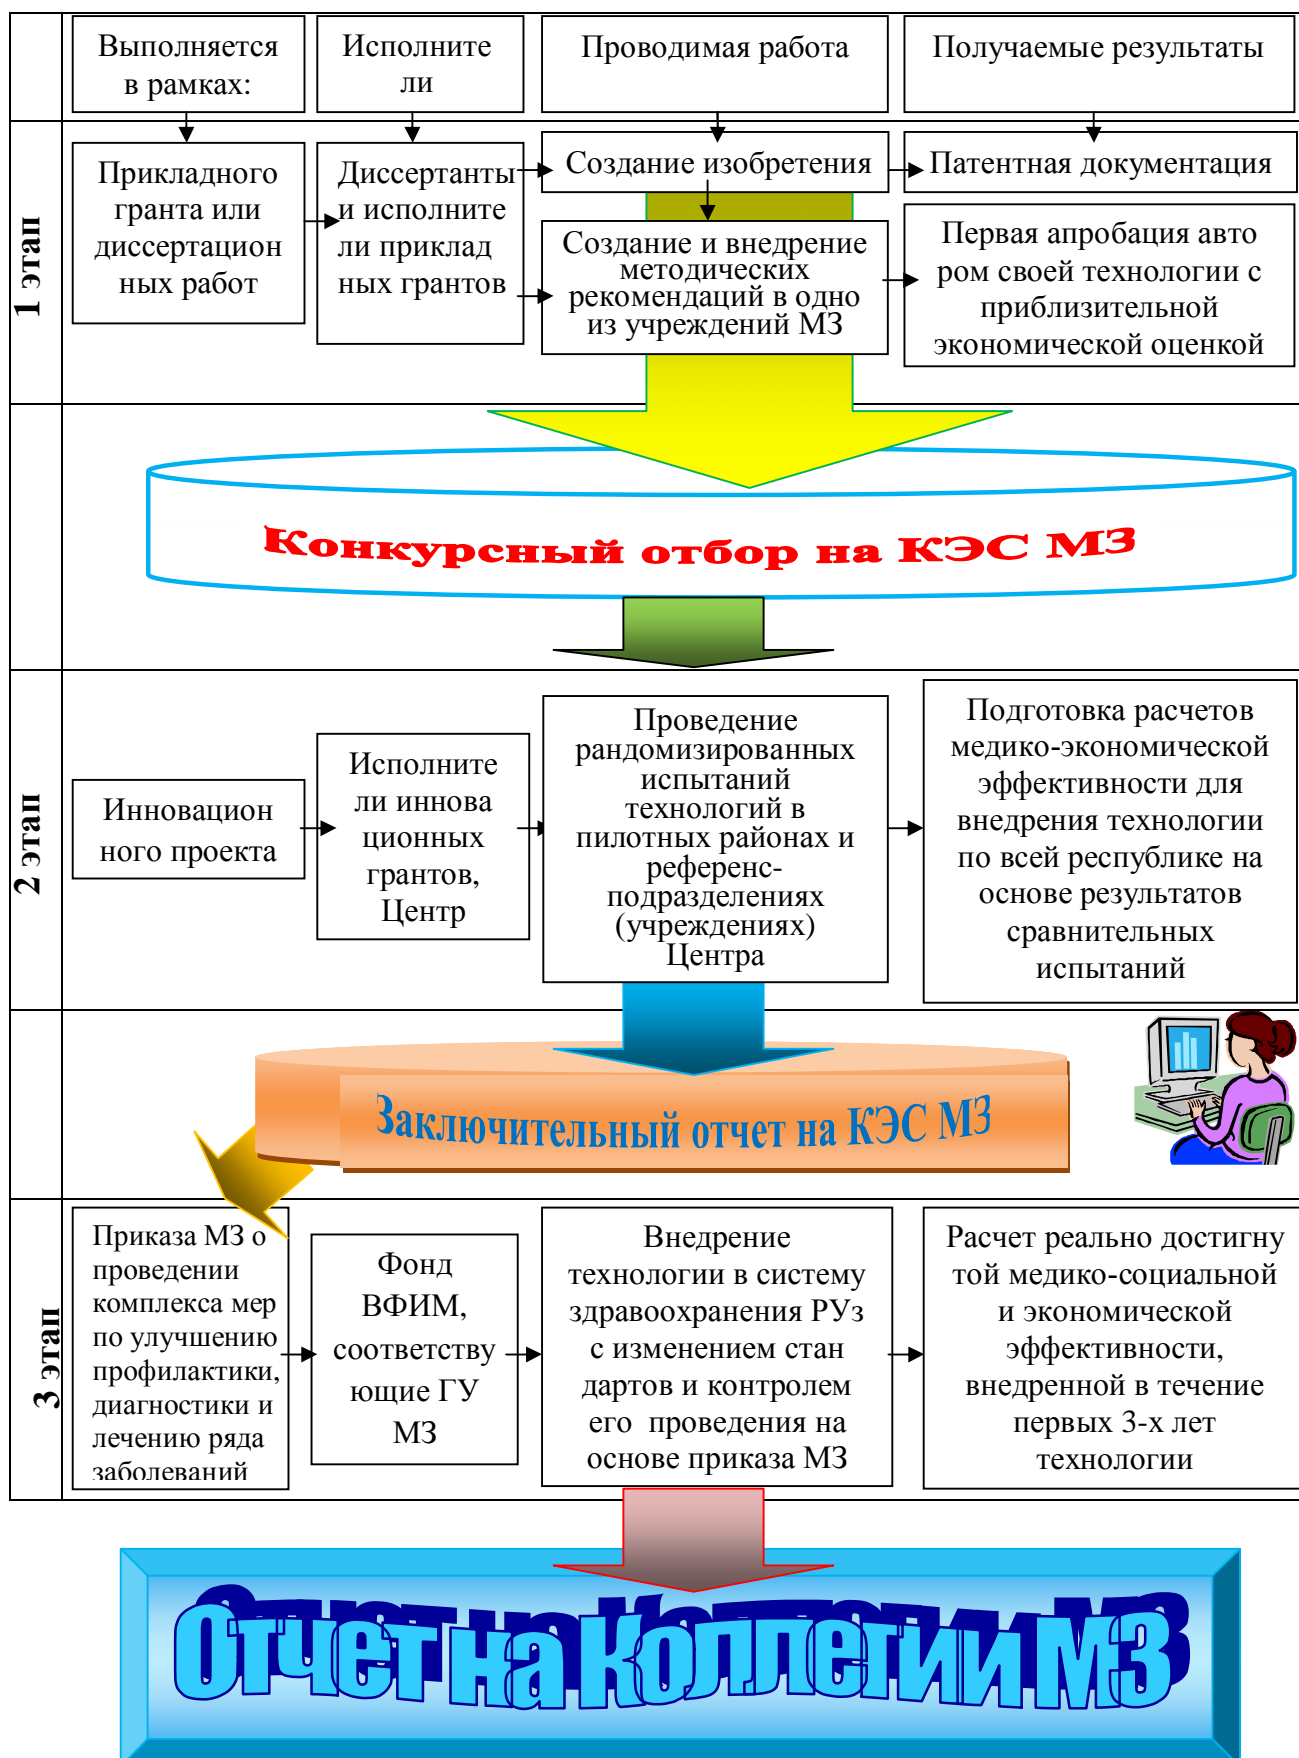 Выполняется
в рамках:
Исполните
ли
Проводимая работа
Получаемые результаты
1 этап
Прикладного
гранта или
диссертацион
ных работ
Диссертанты
и исполните
ли приклад
ных грантов
Создание изобретения
Патентная документация
Создание и внедрение
методических
рекомендаций в одно
из учреждений МЗ
Первая апробация авто
ром своей технологии с
приблизительной
экономической оценкой
Конкурсный отбор на КЭС МЗ
2 этап
Инновацион
ного проекта
Исполните
ли иннова
ционных
грантов,
Центр
Проведение
рандомизированных
испытаний
технологий в
пилотных районах и
референс-
подразделениях
(учреждениях)
Центра
Подготовка расчетов
медико-экономической
эффективности для
внедрения технологии
по всей республике на
основе результатов
сравнительных
испытаний
Заключительный отчет на КЭС МЗ
3 этап
Приказа МЗ о
проведении
комплекса мер
по улучшению
профилактики,
диагностики и
лечению ряда
заболеваний
Фонд
ВФИМ,
соответству
ющие ГУ
МЗ
Внедрение
технологии в систему
здравоохранения РУз
с изменением стан
дартов и контролем
его проведения на
основе приказа МЗ
Расчет реально достигну
той медико-социальной
и экономической
эффективности,
внедренной в течение
первых 3-х лет
технологии
Отчет на Коллегии МЗ